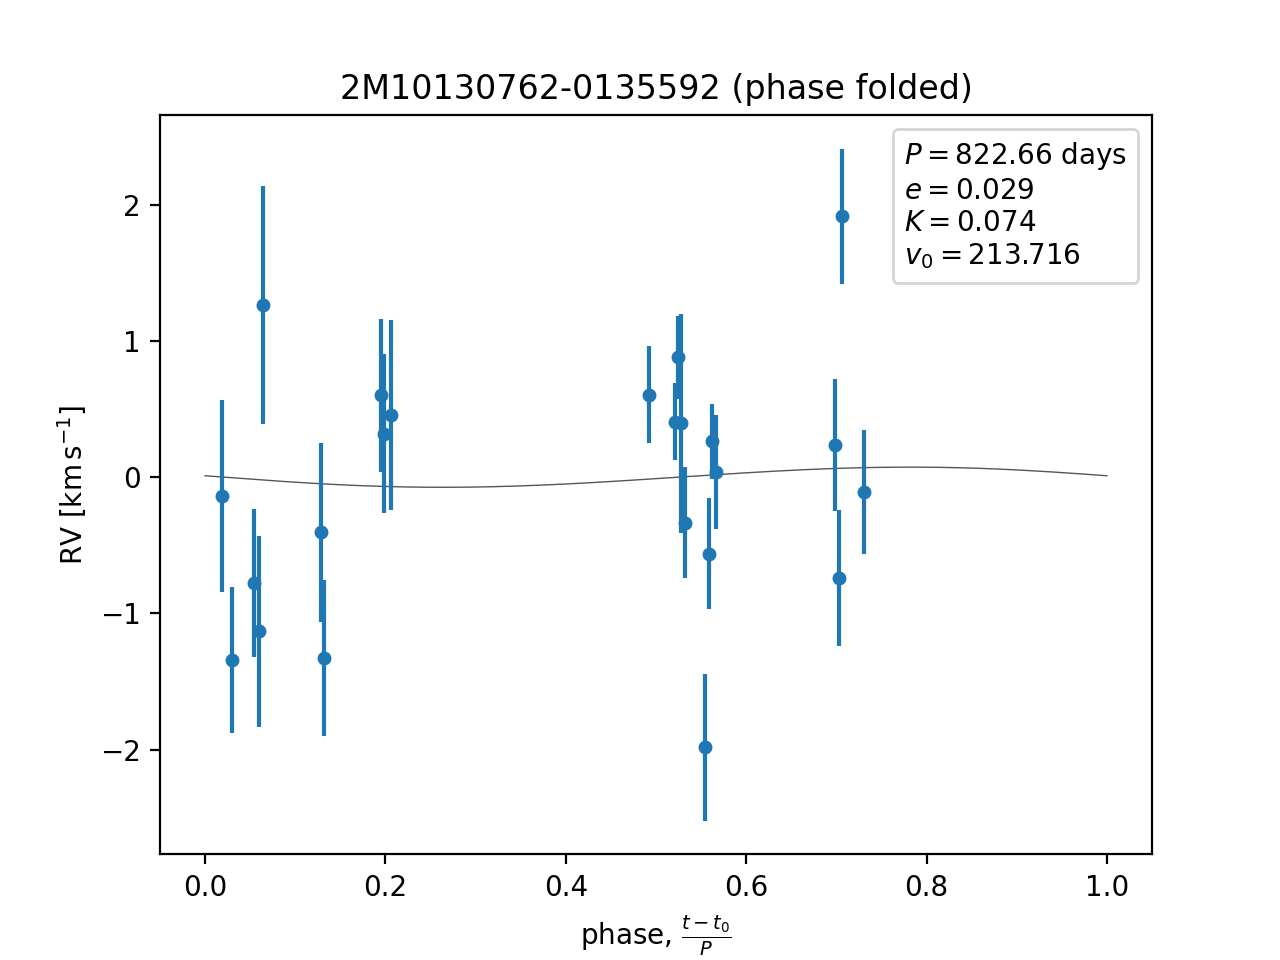 2M10130762-0135592 (phase folded)
P = 822.66 days
e = 0.029
K = 0.074
v₀ = 213.716
2
1
0
−1
−2
RV [km s⁻¹]
0.0 0.2 0.4 0.6 0.8 1.0
phase, (t − t₀)/P